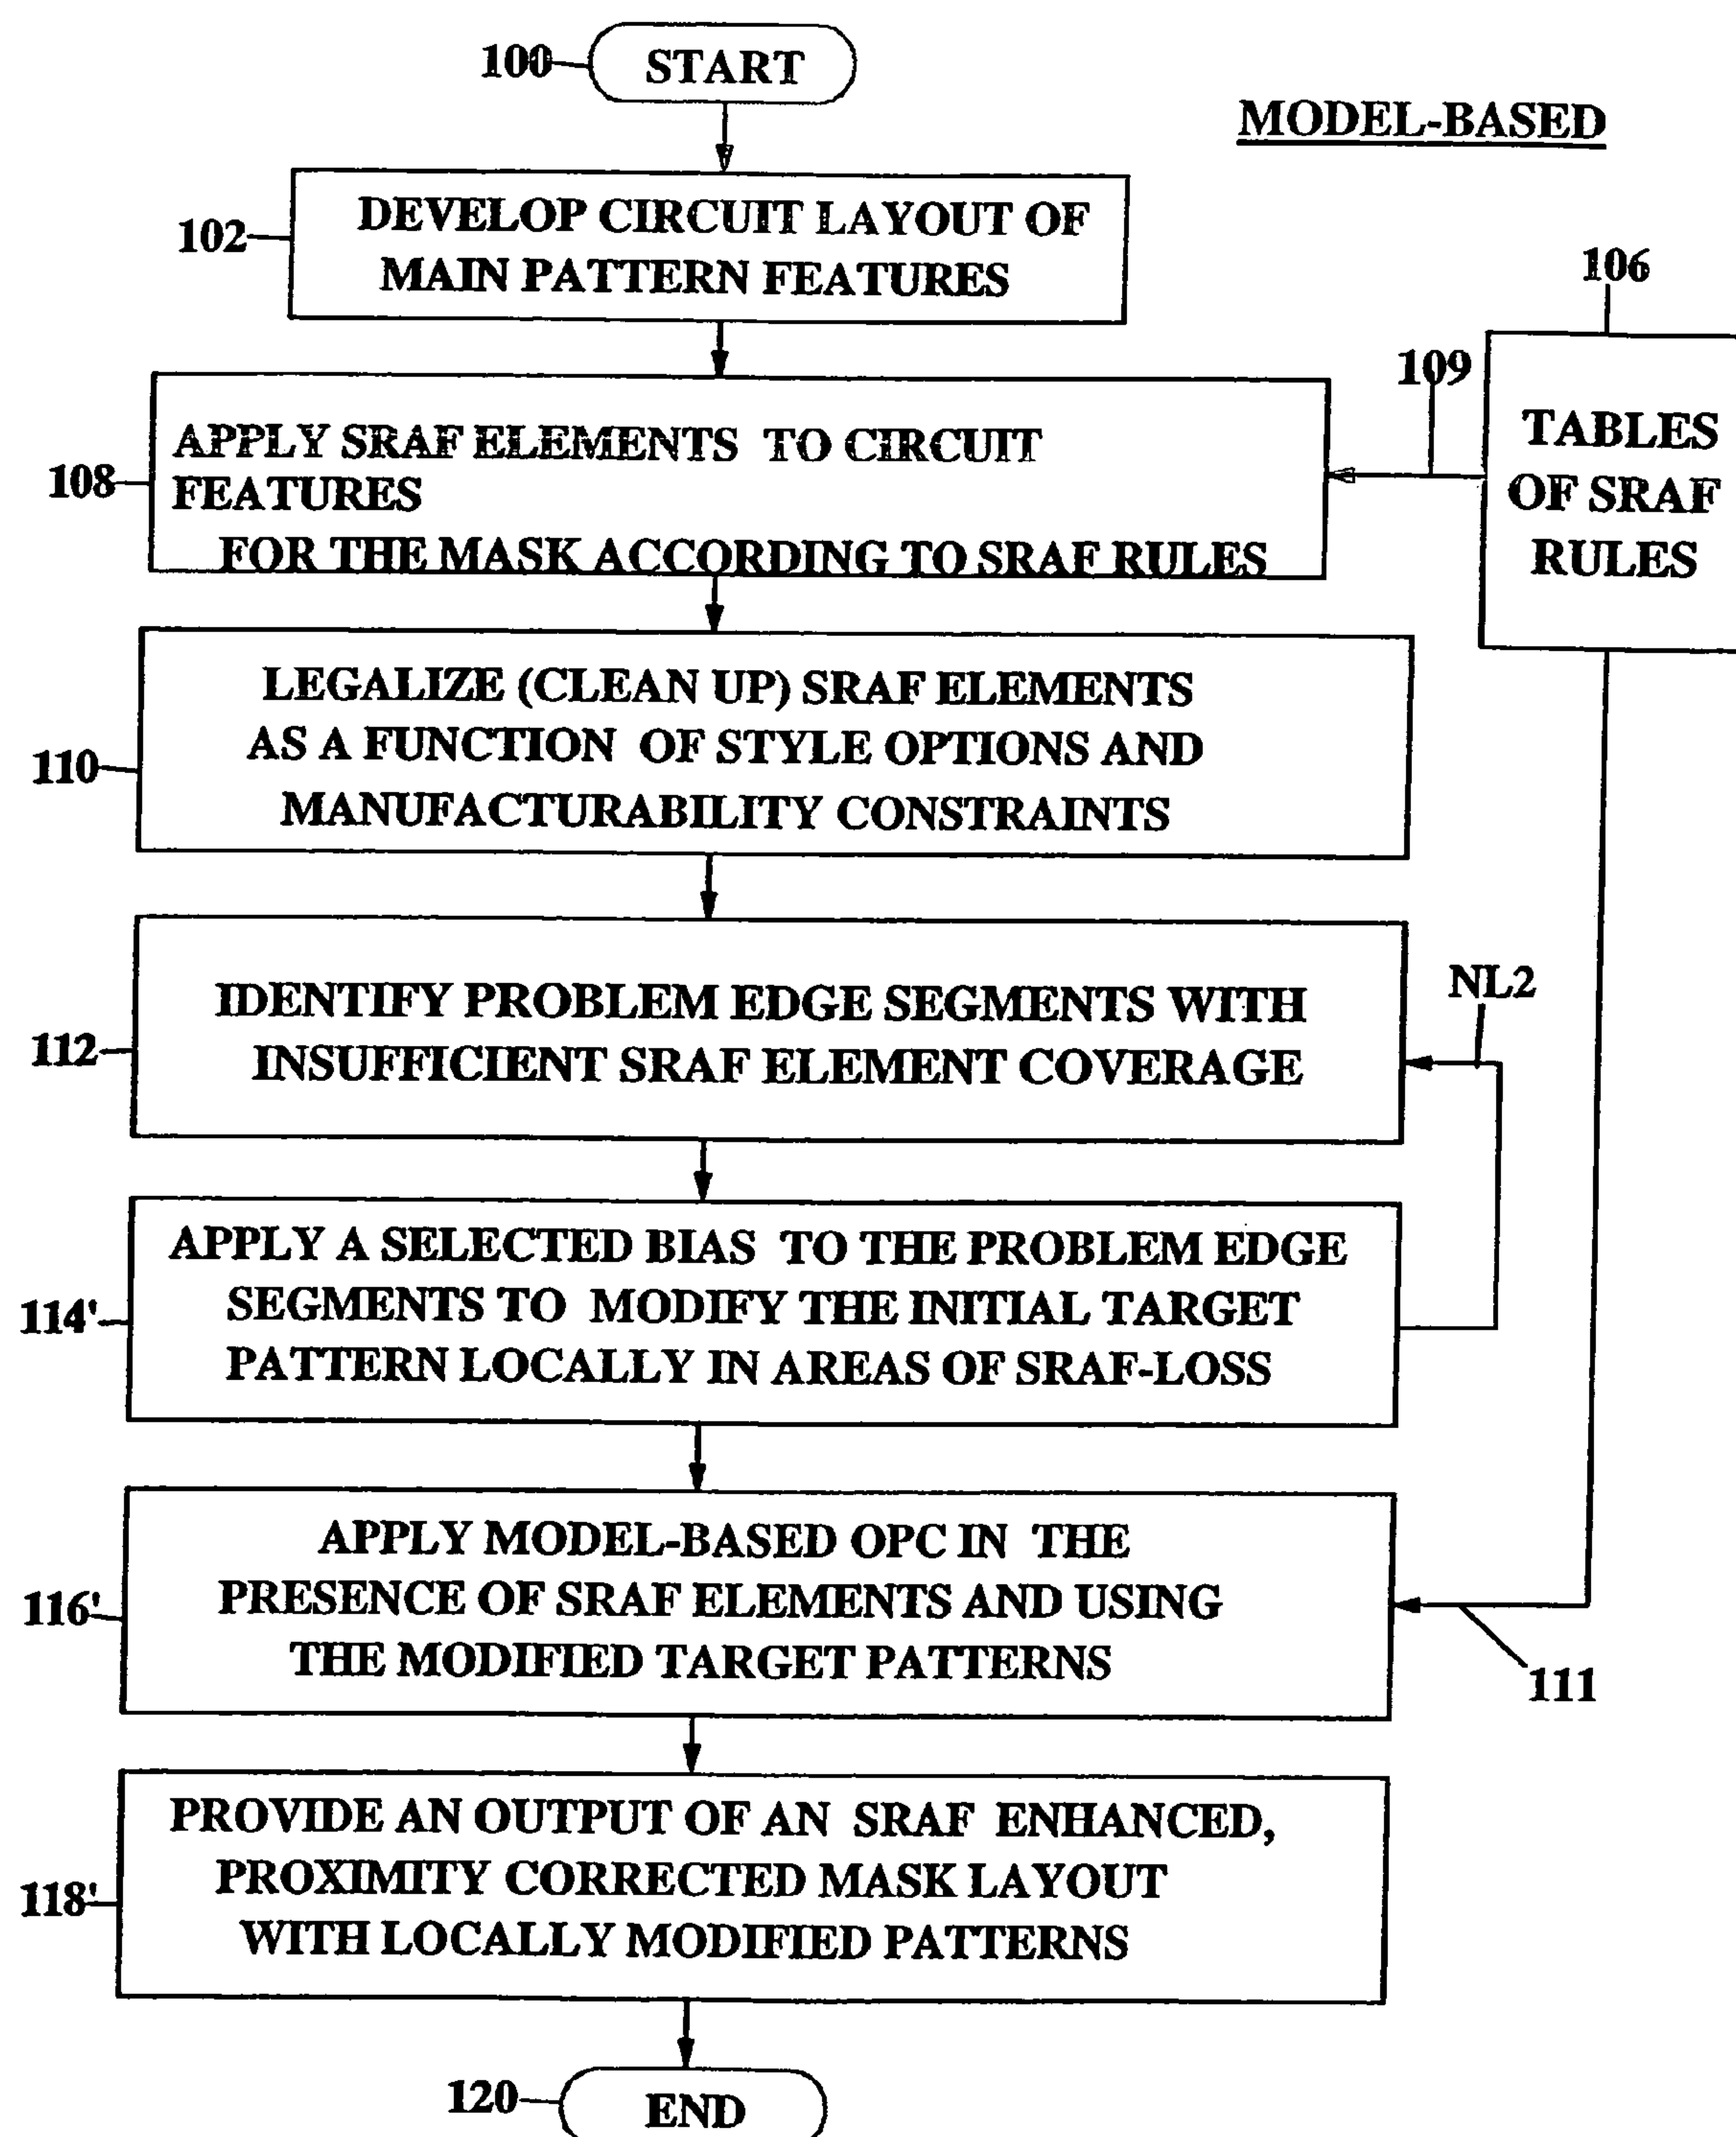 100
START
MODEL-BASED
102
DEVELOP CIRCUIT LAYOUT OF
MAIN PATTERN FEATURES
106
109
TABLES
OF SRAF
RULES
108
APPLY SRAF ELEMENTS TO CIRCUIT
FEATURES
FOR THE MASK ACCORDING TO SRAF RULES
110
LEGALIZE (CLEAN UP) SRAF ELEMENTS
AS A FUNCTION OF STYLE OPTIONS AND
MANUFACTURABILITY CONSTRAINTS
112
IDENTIFY PROBLEM EDGE SEGMENTS WITH
INSUFFICIENT SRAF ELEMENT COVERAGE
NL2
114'
APPLY A SELECTED BIAS TO THE PROBLEM EDGE
SEGMENTS TO MODIFY THE INITIAL TARGET
PATTERN LOCALLY IN AREAS OF SRAF-LOSS
116'
APPLY MODEL-BASED OPC IN THE
PRESENCE OF SRAF ELEMENTS AND USING
THE MODIFIED TARGET PATTERNS
111
118'
PROVIDE AN OUTPUT OF AN SRAF ENHANCED,
PROXIMITY CORRECTED MASK LAYOUT
WITH LOCALLY MODIFIED PATTERNS
120
END